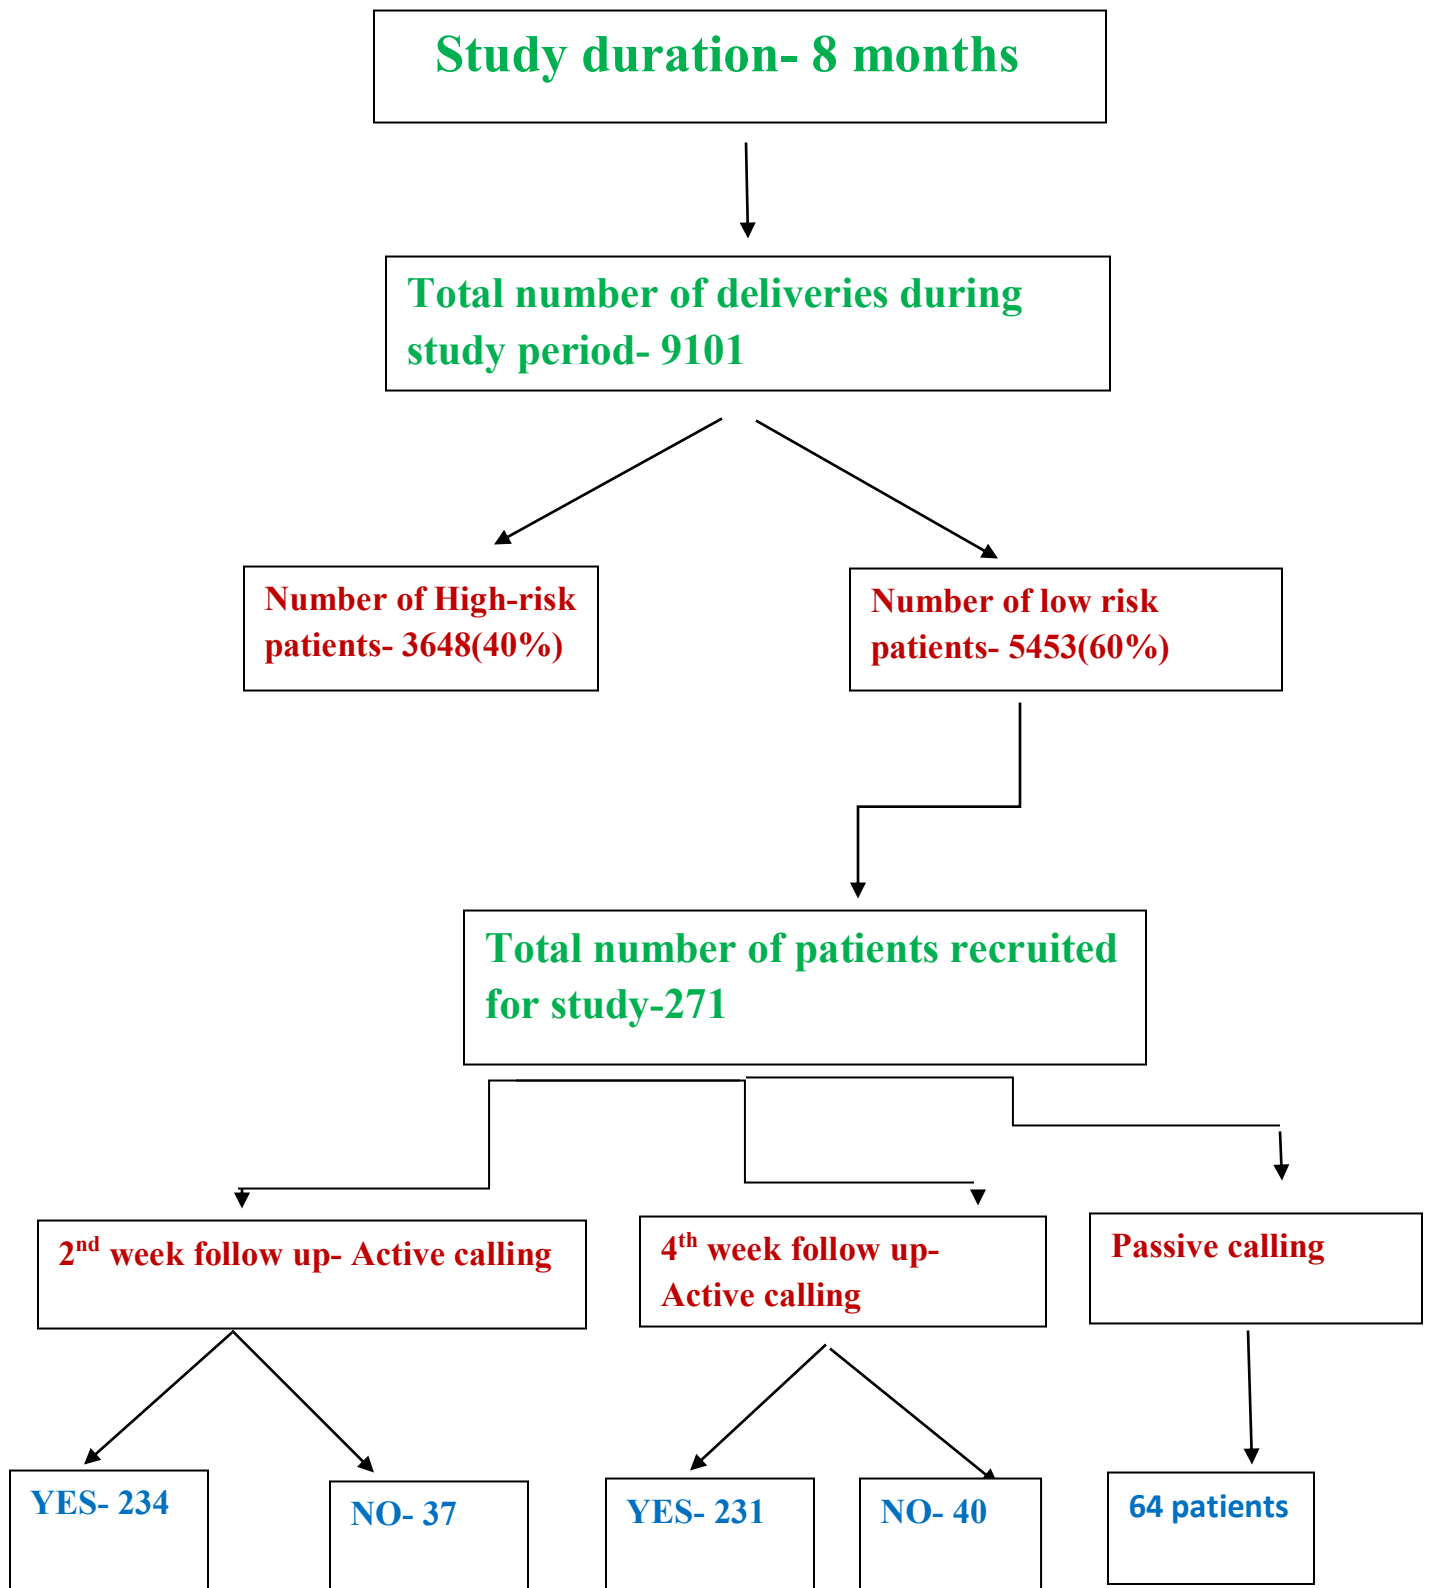 Study duration- 8 months
Total number of deliveries during
study period- 9101
Number of High-risk
patients- 3648(40%)
Number of low risk
patients- 5453(60%)
Total number of patients recruited
for study-271
2nd week follow up- Active calling
4th week follow up-
Active calling
Passive calling
YES- 234
NO- 37
YES- 231
NO- 40
64 patients